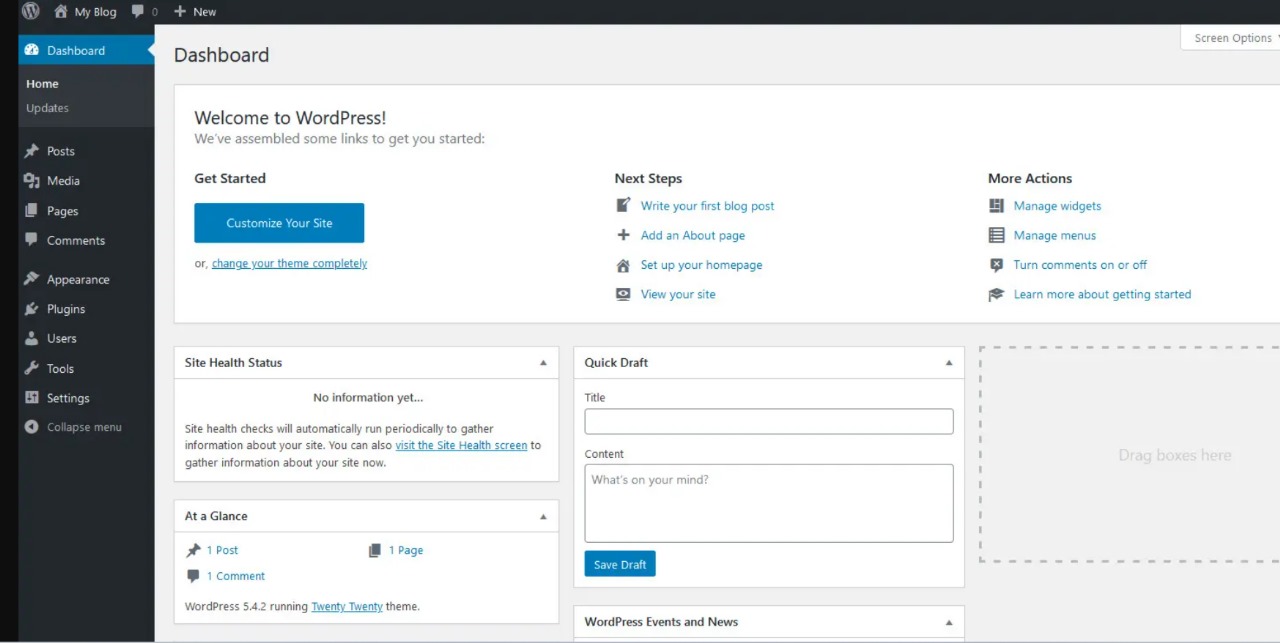 My Blog 0 New
Screen Options
Dashboard
Home
Updates
Posts
Media
Pages
Comments
Appearance
Plugins
Users
Tools
Settings
Collapse menu
Dashboard
Welcome to WordPress!
We've assembled some links to get you started:
Get Started
Customize Your Site
or, change your theme completely
Next Steps
Write your first blog post
Add an About page
Set up your homepage
View your site
More Actions
Manage widgets
Manage menus
Turn comments on or off
Learn more about getting started
Site Health Status
No information yet...
Site health checks will automatically run periodically to gather
information about your site. You can also visit the Site Health screen to
gather information about your site now.
At a Glance
1 Post
1 Page
1 Comment
WordPress 5.4.2 running Twenty Twenty theme.
Quick Draft
Title
Content
What's on your mind?
Save Draft
WordPress Events and News
Drag boxes here